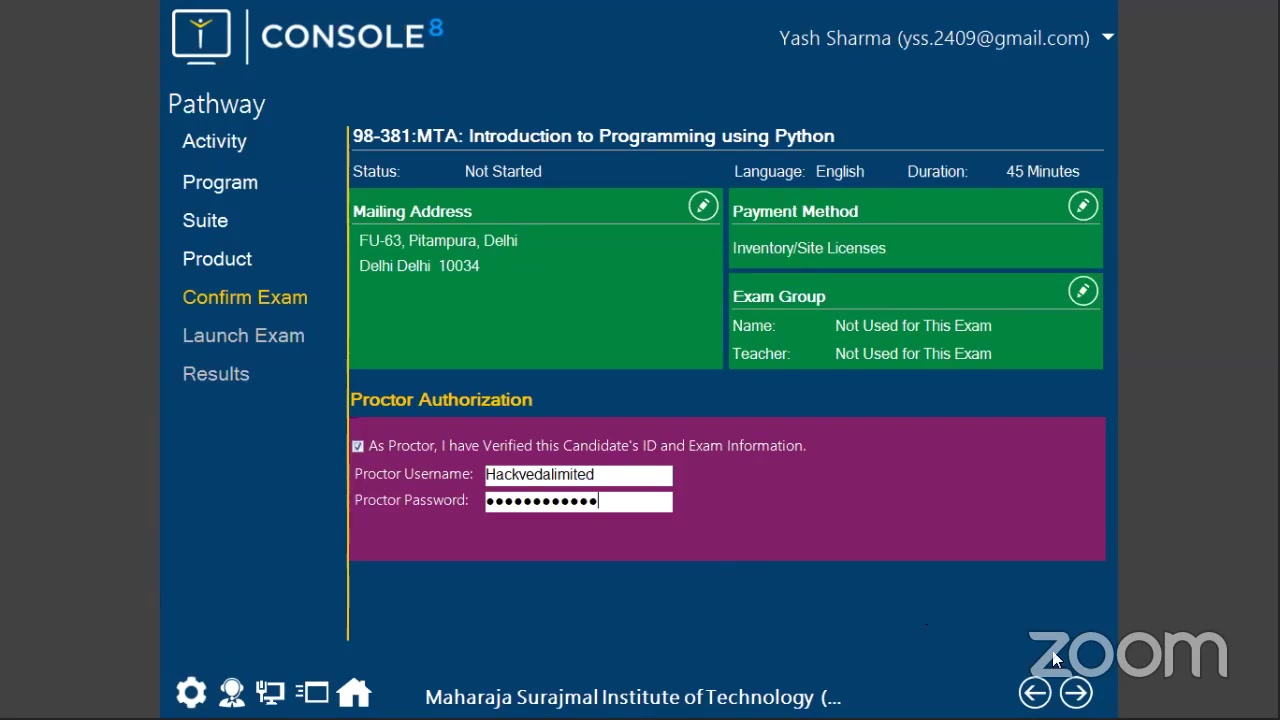 CONSOLE 8
Yash Sharma (yss.2409@gmail.com)
Pathway
Activity
Program
Suite
Product
Confirm Exam
Launch Exam
Results
98-381:MTA: Introduction to Programming using Python
Status: Not Started Language: English Duration: 45 Minutes
Mailing Address
FU-63, Pitampura, Delhi
Delhi Delhi 10034
Payment Method
Inventory/Site Licenses
Exam Group
Name: Not Used for This Exam
Teacher: Not Used for This Exam
Proctor Authorization
As Proctor, I have Verified this Candidate's ID and Exam Information.
Proctor Username: Hackvedalimited
Proctor Password: ●●●●●●●●●●●●
zoom
Maharaja Surajmal Institute of Technology (...